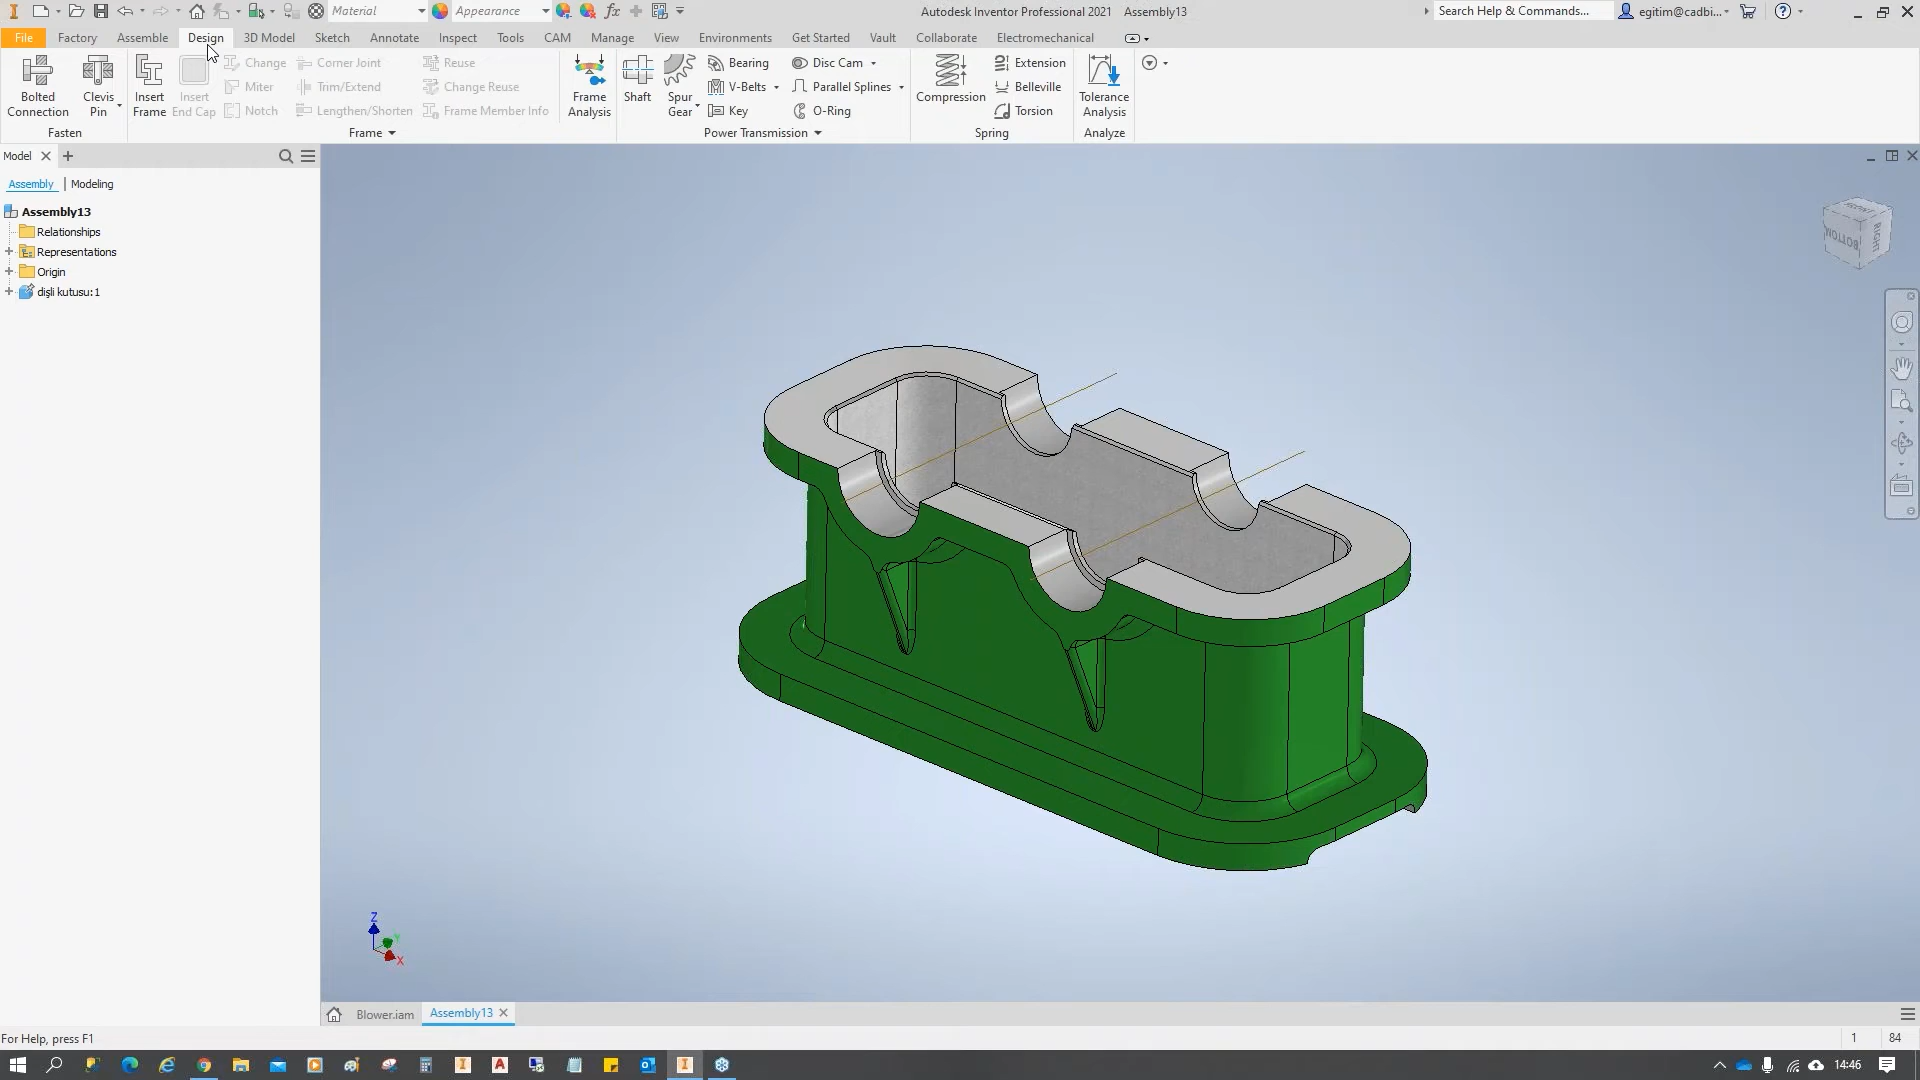 Material
Appearance
Autodesk Inventor Professional 2021 Assembly13
Search Help & Commands...
egitim@cadbi...
File Factory Assemble Design 3D Model Sketch Annotate Inspect Tools CAM Manage View Environments Get Started Vault Collaborate Electromechanical
Bolted Connection
Clevis Pin
Insert Frame
Insert End Cap
Change
Miter
Notch
Corner Joint
Trim/Extend
Lengthen/Shorten
Reuse
Change Reuse
Frame Member Info
Frame Analysis
Shaft
Spur Gear
Bearing
V-Belts
Key
Disc Cam
Parallel Splines
O-Ring
Compression
Extension
Belleville
Torsion
Tolerance Analysis
Fasten
Frame
Power Transmission
Spring
Analyze
Model
Assembly | Modeling
Assembly13
Relationships
Representations
Origin
dişli kutusu:1
FRONT
BOTTOM
RIGHT
Z
Y
X
Blower.iam
Assembly13
For Help, press F1
1
84
14:46